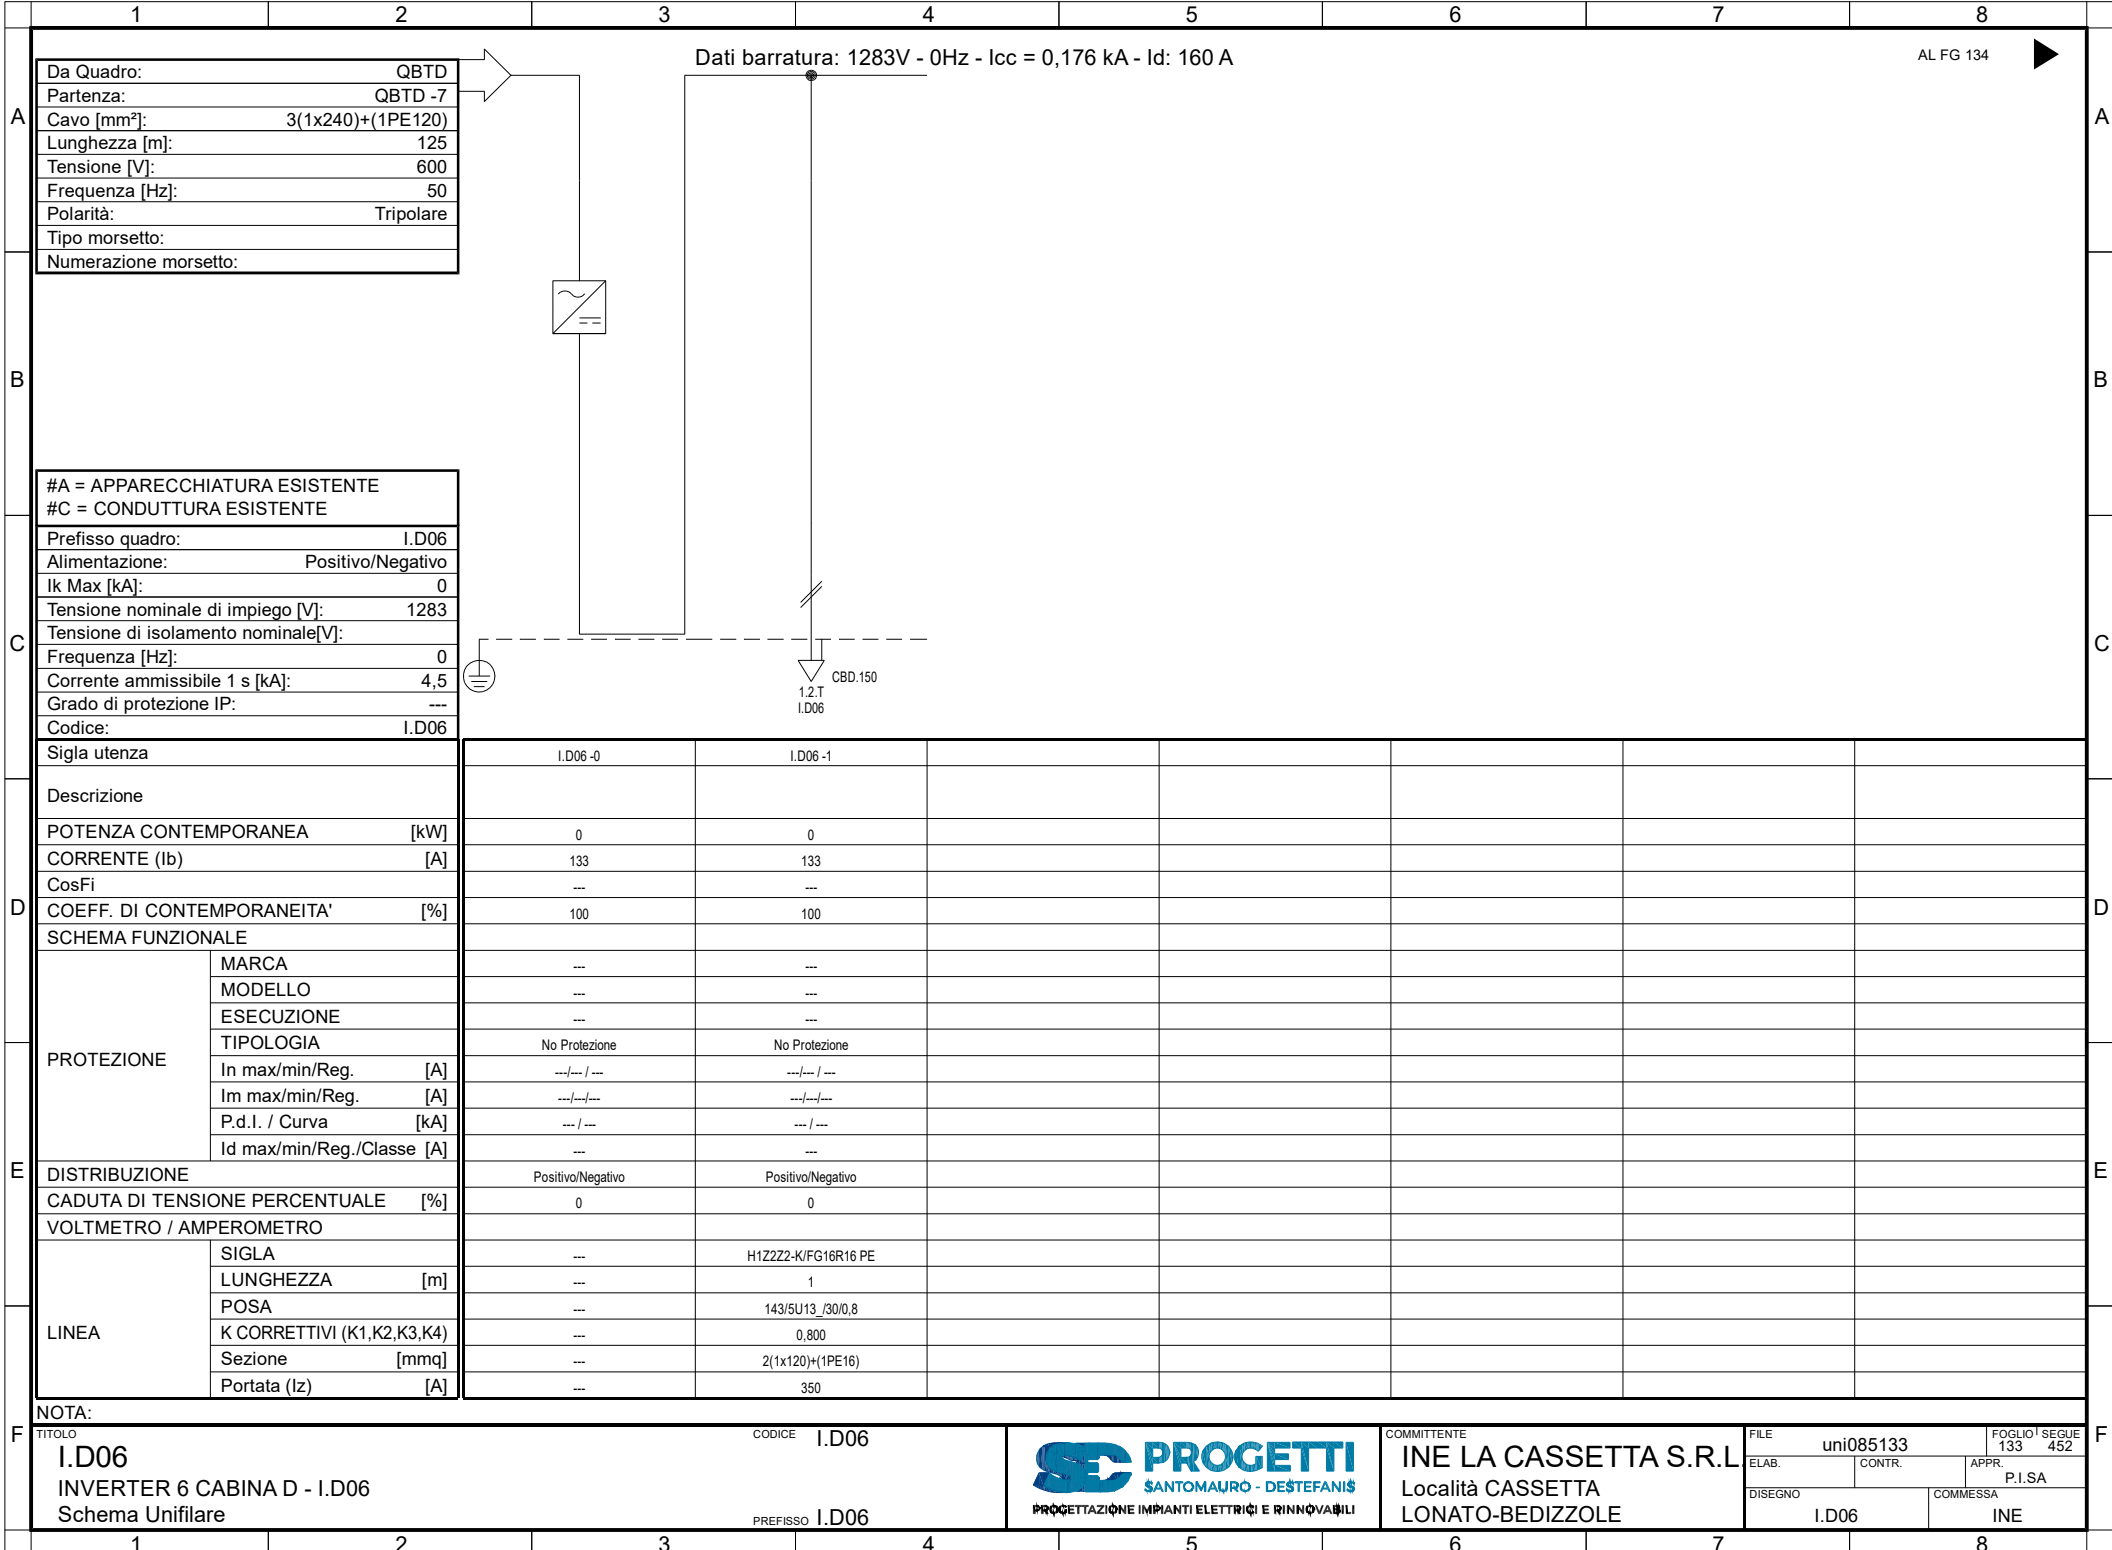 1 2 3 4 5 6 7 8
Dati barratura: 1283V - 0Hz - Icc = 0,176 kA - Id: 160 A
AL FG 134
Da Quadro: QBTD
Partenza: QBTD -7
Cavo [mm²]: 3(1x240)+(1PE120)
Lunghezza [m]: 125
Tensione [V]: 600
Frequenza [Hz]: 50
Polarità: Tripolare
Tipo morsetto:
Numerazione morsetto:
A A
B B
#A = APPARECCHIATURA ESISTENTE
#C = CONDUTTURA ESISTENTE
Prefisso quadro: I.D06
Alimentazione: Positivo/Negativo
Ik Max [kA]: 0
Tensione nominale di impiego [V]: 1283
Tensione di isolamento nominale[V]:
Frequenza [Hz]: 0
Corrente ammissibile 1 s [kA]: 4,5
Grado di protezione IP: ---
Codice: I.D06
C C
CBD.150
1.2.T
I.D06
Sigla utenza I.D06 -0 I.D06 -1
Descrizione
POTENZA CONTEMPORANEA [kW] 0 0
CORRENTE (Ib) [A] 133 133
CosFi --- ---
D D
COEFF. DI CONTEMPORANEITA' [%] 100 100
SCHEMA FUNZIONALE
PROTEZIONE
MARCA --- ---
MODELLO --- ---
ESECUZIONE --- ---
TIPOLOGIA No Protezione No Protezione
In max/min/Reg. [A] ---/--- / --- ---/--- / ---
Im max/min/Reg. [A] ---/---/--- ---/---/---
P.d.I. / Curva [kA] --- / --- --- / ---
Id max/min/Reg./Classe [A] --- ---
E E
DISTRIBUZIONE Positivo/Negativo Positivo/Negativo
CADUTA DI TENSIONE PERCENTUALE [%] 0 0
VOLTMETRO / AMPEROMETRO
LINEA
SIGLA --- H1Z2Z2-K/FG16R16 PE
LUNGHEZZA [m] --- 1
POSA --- 143/5U13_/30/0,8
K CORRETTIVI (K1,K2,K3,K4) --- 0,800
Sezione [mmq] --- 2(1x120)+(1PE16)
Portata (Iz) [A] --- 350
NOTA:
F F
TITOLO
I.D06
INVERTER 6 CABINA D - I.D06
Schema Unifilare
CODICE I.D06
PREFISSO I.D06
SD PROGETTI
SANTOMAURO - DESTEFANIS
PROGETTAZIONE IMPIANTI ELETTRICI E RINNOVABILI
COMMITTENTE
INE LA CASSETTA S.R.L.
Località CASSETTA
LONATO-BEDIZZOLE
FILE uni085133
FOGLIO 133 SEGUE 452
ELAB. CONTR. APPR. P.I.SA
DISEGNO I.D06
COMMESSA INE
1 2 3 4 5 6 7 8